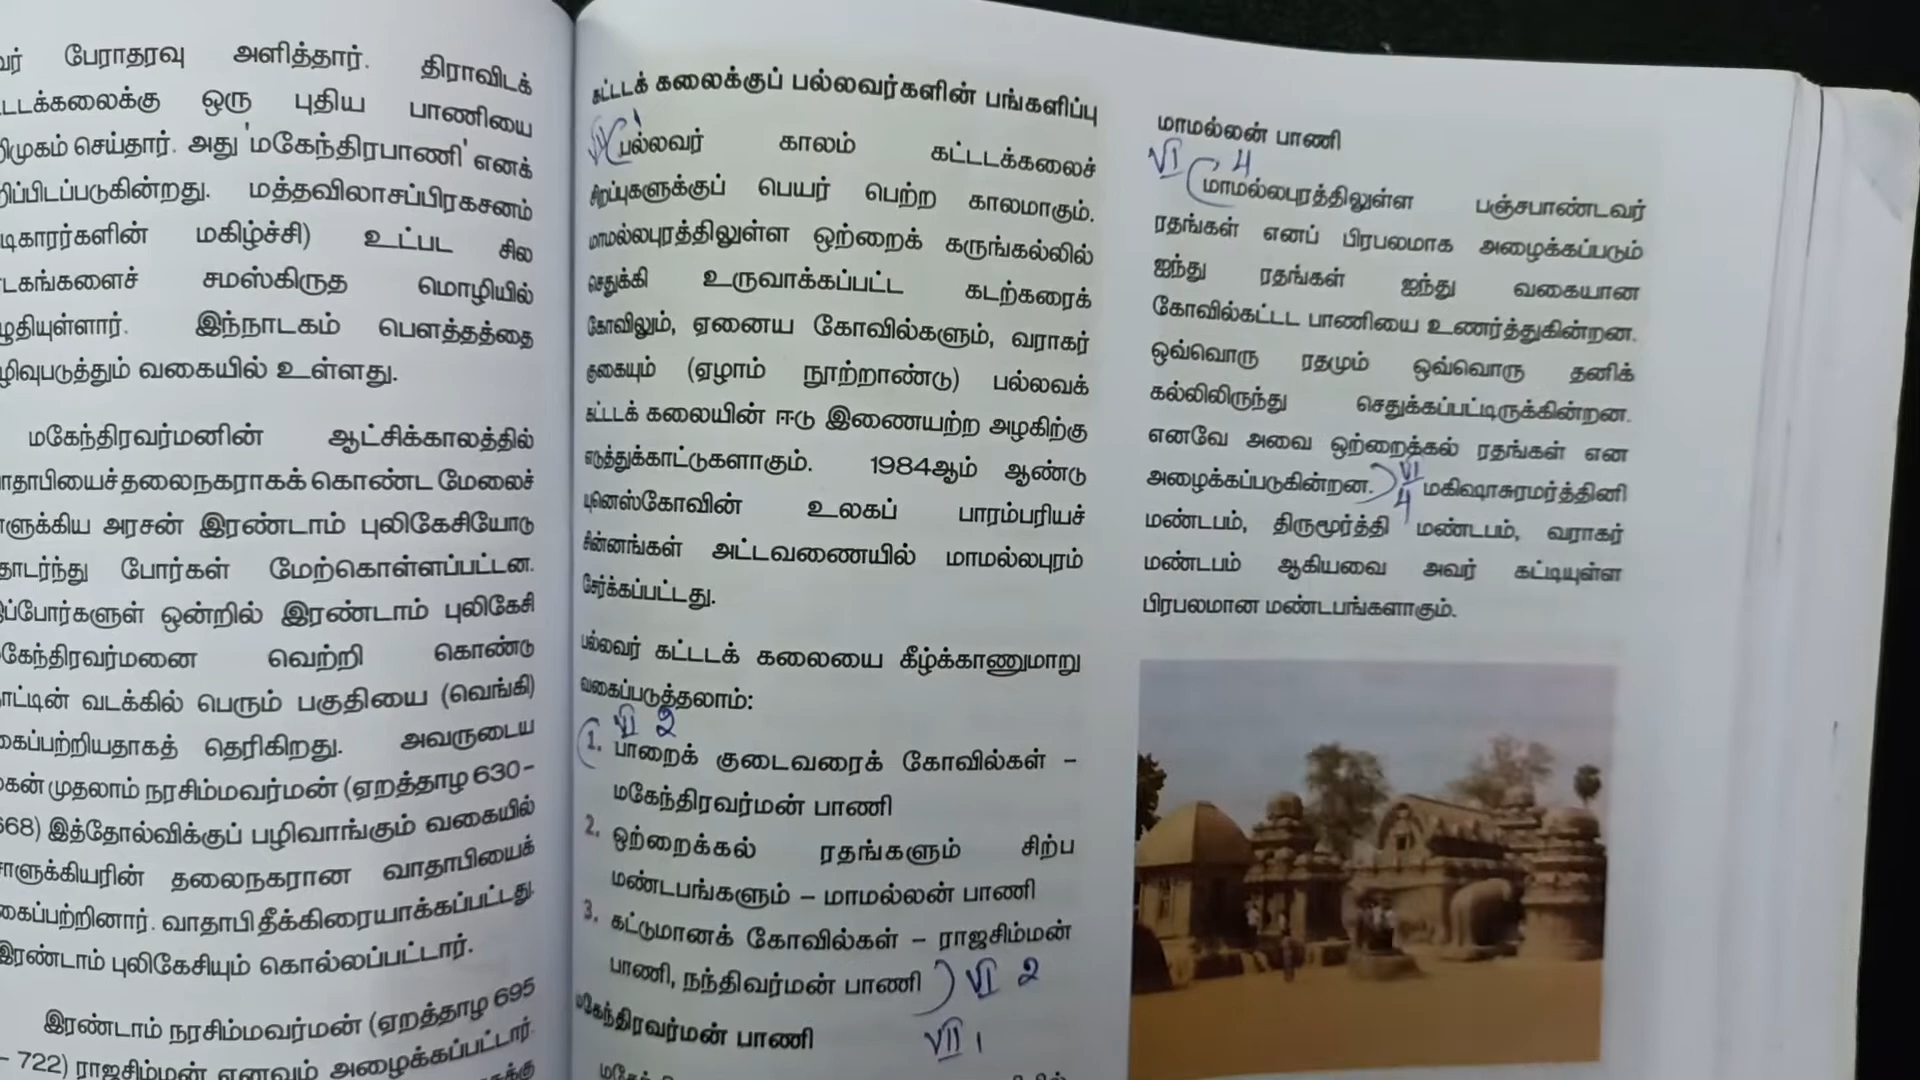 பேராதரவு அளித்தார். திராவிடக்
ஒரு புதிய பாணியை
செய்தார். அது 'மகேந்திரபாணி' எனக்
மத்தவிலாசப்பிரகசனம்
மகிழ்ச்சி) உட்பட சில
சமஸ்கிருத மொழியில்
இந்நாடகம் பௌத்தத்தை
வகையில் உள்ளது.
மகேந்திரவர்மனின் ஆட்சிக்காலத்தில்
தலைநகராகக் கொண்ட மேலைச்
அரசன் இரண்டாம் புலிகேசியோடு
போர்கள் மேற்கொள்ளப்பட்டன.
ஒன்றில் இரண்டாம் புலிகேசி
வெற்றி கொண்டு
வடக்கில் பெரும் பகுதியை (வெங்கி)
தெரிகிறது. அவருடைய
முதலாம் நரசிம்மவர்மன் (ஏறத்தாழ 630-
668) இத்தோல்விக்குப் பழிவாங்கும் வகையில்
தலைநகரான வாதாபியைக்
வாதாபி தீக்கிரையாக்கப்பட்டது.
இரண்டாம் புலிகேசியும் கொல்லப்பட்டார்.
இரண்டாம் நரசிம்மவர்மன் (ஏறத்தாழ 695
- 722) ராஜசிம்மன் எனவும் அழைக்கப்பட்டார்.
கட்டடக் கலைக்குப் பல்லவர்களின் பங்களிப்பு
பல்லவர் காலம் கட்டடக்கலைச்
சிறப்புகளுக்குப் பெயர் பெற்ற காலமாகும்.
மாமல்லபுரத்திலுள்ள ஒற்றைக் கருங்கல்லில்
செதுக்கி உருவாக்கப்பட்ட கடற்கரைக்
கோவிலும், ஏனைய கோவில்களும், வராகர்
குகையும் (ஏழாம் நூற்றாண்டு) பல்லவக்
கட்டடக் கலையின் ஈடு இணையற்ற அழகிற்கு
எடுத்துக்காட்டுகளாகும். 1984ஆம் ஆண்டு
யுனெஸ்கோவின் உலகப் பாரம்பரியச்
சின்னங்கள் அட்டவணையில் மாமல்லபுரம்
சேர்க்கப்பட்டது.
பல்லவர் கட்டடக் கலையை கீழ்க்காணுமாறு
வகைப்படுத்தலாம்:
VI 2
1. பாறைக் குடைவரைக் கோவில்கள் –
மகேந்திரவர்மன் பாணி
2. ஒற்றைக்கல் ரதங்களும் சிற்ப
மண்டபங்களும் – மாமல்லன் பாணி
3. கட்டுமானக் கோவில்கள் – ராஜசிம்மன்
பாணி, நந்திவர்மன் பாணி VI 2
மகேந்திரவர்மன் பாணி VII 1
மாமல்லன் பாணி
VI 4
மாமல்லபுரத்திலுள்ள பஞ்சபாண்டவர்
ரதங்கள் எனப் பிரபலமாக அழைக்கப்படும்
ஐந்து ரதங்கள் ஐந்து வகையான
கோவில்கட்டட பாணியை உணர்த்துகின்றன.
ஒவ்வொரு ரதமும் ஒவ்வொரு தனிக்
கல்லிலிருந்து செதுக்கப்பட்டிருக்கின்றன.
எனவே அவை ஒற்றைக்கல் ரதங்கள் என
அழைக்கப்படுகின்றன. VI 4 மகிஷாசுரமர்த்தினி
மண்டபம், திருமூர்த்தி மண்டபம், வராகர்
மண்டபம் ஆகியவை அவர் கட்டியுள்ள
பிரபலமான மண்டபங்களாகும்.